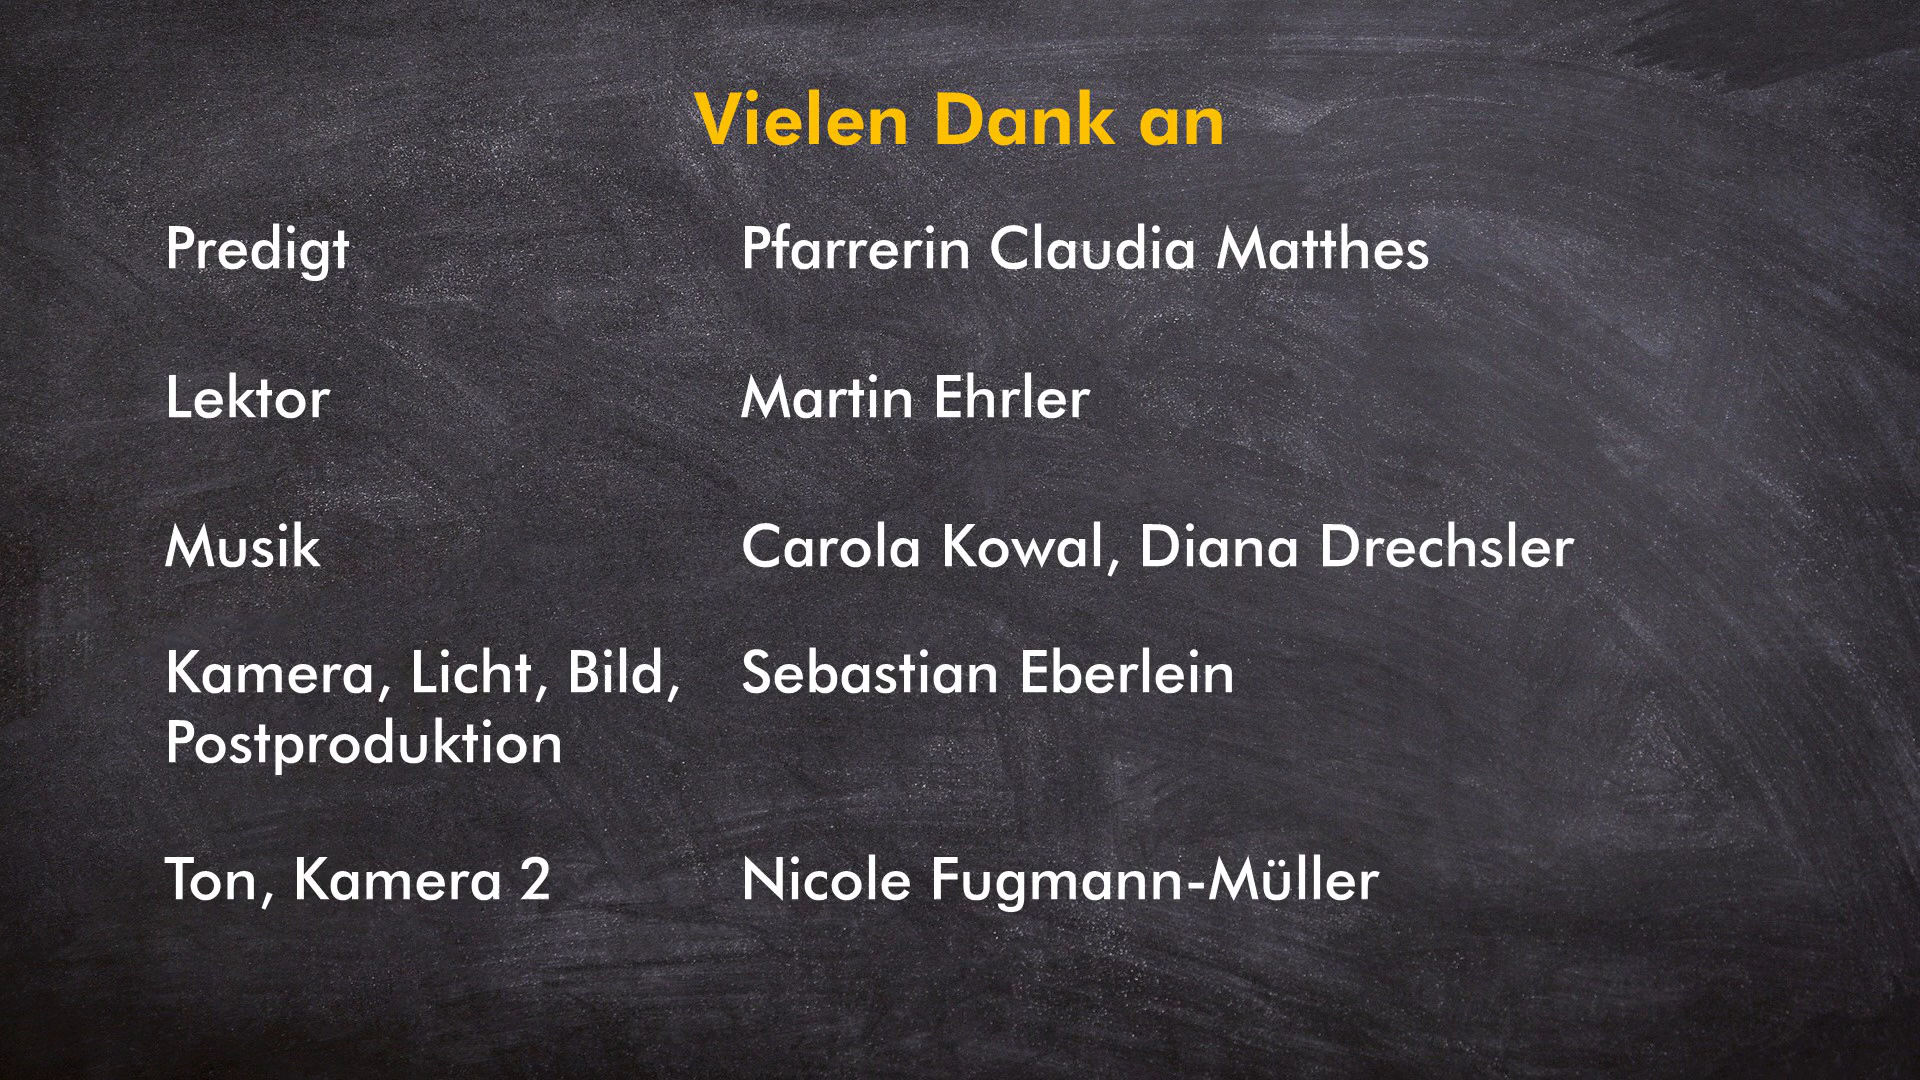 Vielen Dank an
Predigt Pfarrerin Claudia Matthes
Lektor Martin Ehrler
Musik Carola Kowal, Diana Drechsler
Kamera, Licht, Bild, Sebastian Eberlein
Postproduktion
Ton, Kamera 2 Nicole Fugmann-Müller